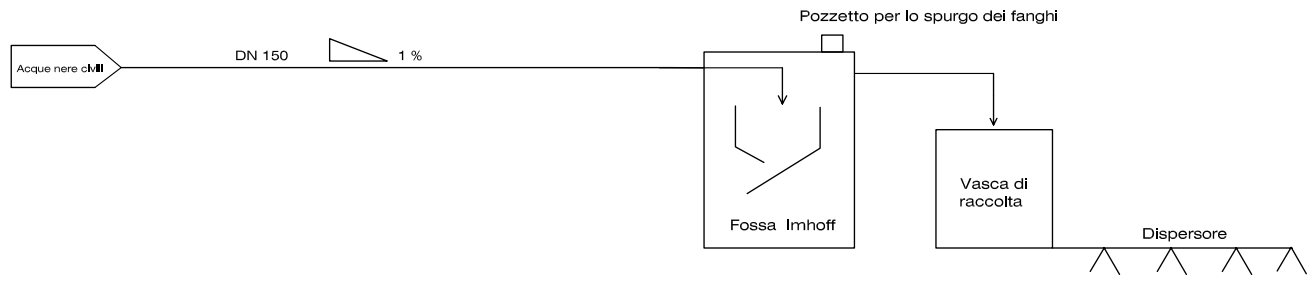 Pozzetto per lo spurgo dei fanghi
Acque nere civili
DN 150
1 %
Fossa Imhoff
Vasca di
raccolta
Dispersore